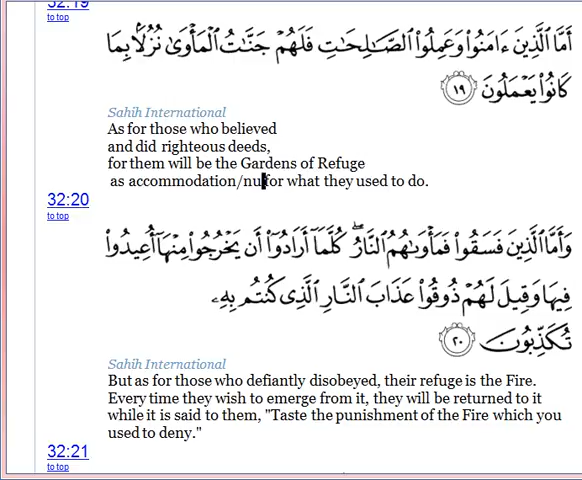 32:19
to top
أَمَّا ٱلَّذِينَ ءَامَنُوا۟ وَعَمِلُوا۟ ٱلصَّـٰلِحَـٰتِ فَلَهُمْ جَنَّـٰتُ ٱلْمَأْوَىٰ نُزُلًۢا بِمَا
كَانُوا۟ يَعْمَلُونَ ١٩
Sahih International
As for those who believed
and did righteous deeds,
for them will be the Gardens of Refuge
as accommodation/nu for what they used to do.
32:20
to top
وَأَمَّا ٱلَّذِينَ فَسَقُوا۟ فَمَأْوَىٰهُمُ ٱلنَّارُ ۖ كُلَّمَآ أَرَادُوٓا۟ أَن يَخْرُجُوا۟ مِنْهَآ أُعِيدُوا۟
فِيهَا وَقِيلَ لَهُمْ ذُوقُوا۟ عَذَابَ ٱلنَّارِ ٱلَّذِى كُنتُم بِهِۦ
تُكَذِّبُونَ ٢٠
Sahih International
But as for those who defiantly disobeyed, their refuge is the Fire.
Every time they wish to emerge from it, they will be returned to it
while it is said to them, "Taste the punishment of the Fire which you
used to deny."
32:21
to top